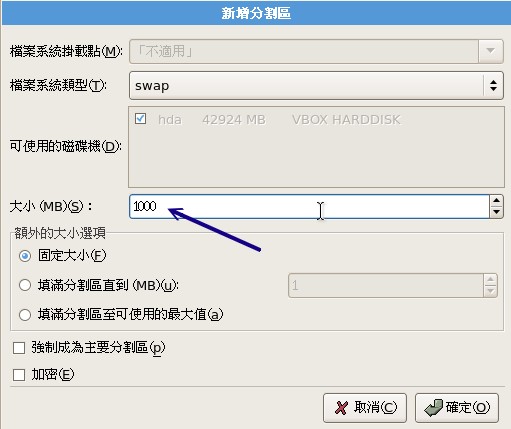 新增分割區
檔案系統掛載點(M): 「不適用」
檔案系統類型(T): swap
可使用的磁碟機(D): hda 42924 MB VBOX HARDDISK
大小 (MB)(S)： 1000
額外的大小選項
固定大小(F)
填滿分割區直到 (MB)(u): 1
填滿分割區至可使用的最大值(a)
強制成為主要分割區(p)
加密(E)
取消(C) 確定(O)